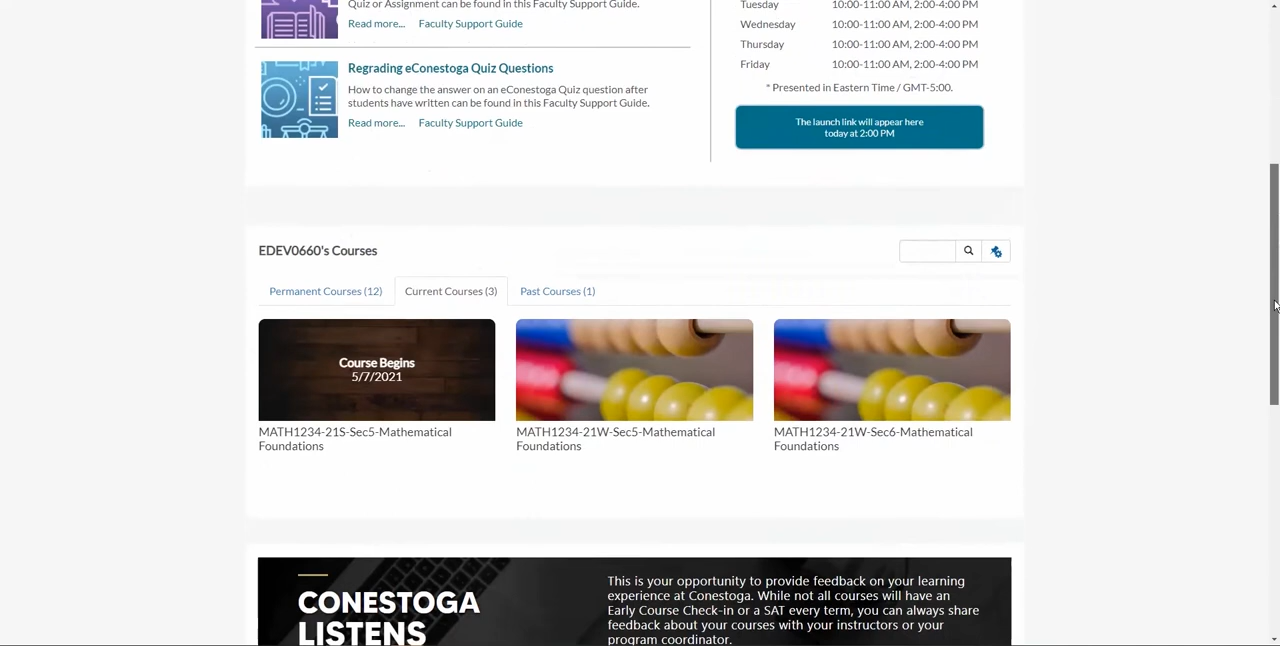 Quiz or Assignment can be found in this Faculty Support Guide.
Read more... Faculty Support Guide
Regrading eConestoga Quiz Questions
How to change the answer on an eConestoga Quiz question after
students have written can be found in this Faculty Support Guide.
Read more... Faculty Support Guide
Tuesday 10:00-11:00 AM, 2:00-4:00 PM
Wednesday 10:00-11:00 AM, 2:00-4:00 PM
Thursday 10:00-11:00 AM, 2:00-4:00 PM
Friday 10:00-11:00 AM, 2:00-4:00 PM
* Presented in Eastern Time / GMT-5:00.
The launch link will appear here
today at 2:00 PM
EDEV0660's Courses
Permanent Courses (12) Current Courses (3) Past Courses (1)
Course Begins
5/7/2021
MATH1234-21S-Sec5-Mathematical
Foundations
MATH1234-21W-Sec5-Mathematical
Foundations
MATH1234-21W-Sec6-Mathematical
Foundations
CONESTOGA
LISTENS
This is your opportunity to provide feedback on your learning
experience at Conestoga. While not all courses will have an
Early Course Check-in or a SAT every term, you can always share
feedback about your courses with your instructors or your
program coordinator.